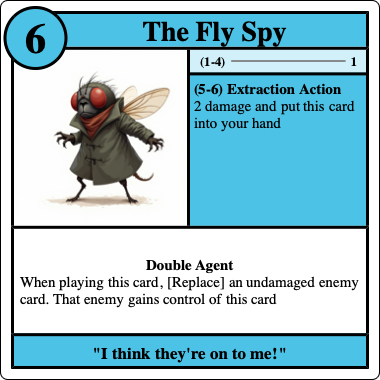 6
The Fly Spy
(1-4) 1
(5-6) Extraction Action
2 damage and put this card
into your hand
Double Agent
When playing this card, [Replace] an undamaged enemy
card. That enemy gains control of this card
"I think they're on to me!"